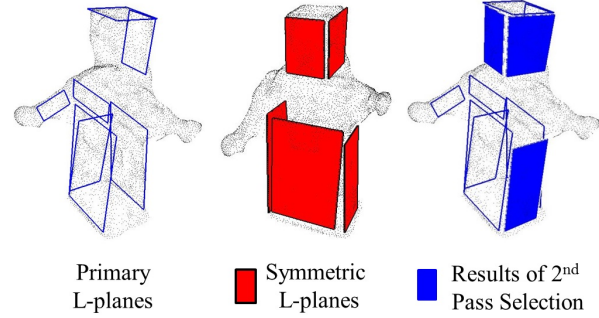 Primary
L-planes
Symmetric
L-planes
Results of 2nd
Pass Selection